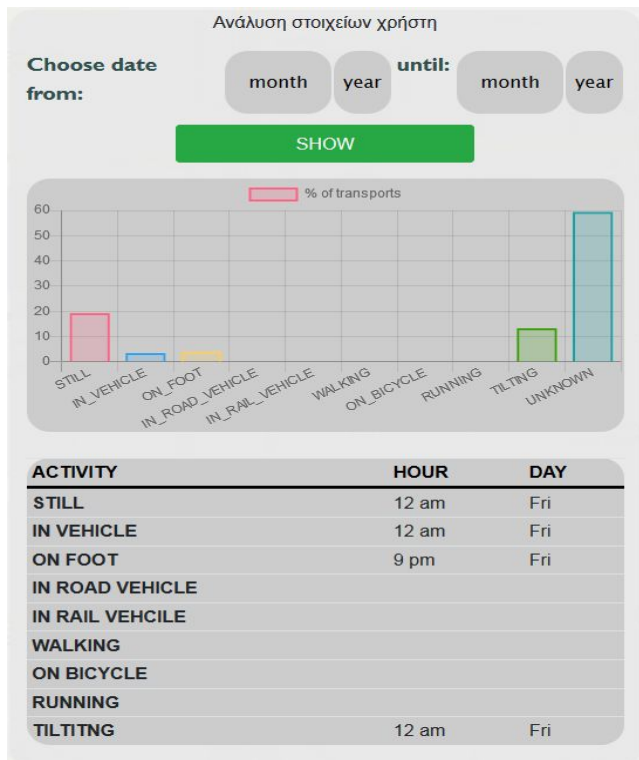 Ανάλυση στοιχείων χρήστη
Choose date from: month year until: month year
SHOW
% of transports
60
50
40
30
20
10
0
STILL IN_VEHICLE ON_FOOT IN_ROAD_VEHICLE IN_RAIL_VEHICLE WALKING ON_BICYCLE RUNNING TILTING UNKNOWN
ACTIVITY HOUR DAY
STILL 12 am Fri
IN VEHICLE 12 am Fri
ON FOOT 9 pm Fri
IN ROAD VEHICLE
IN RAIL VEHCILE
WALKING
ON BICYCLE
RUNNING
TILTITNG 12 am Fri